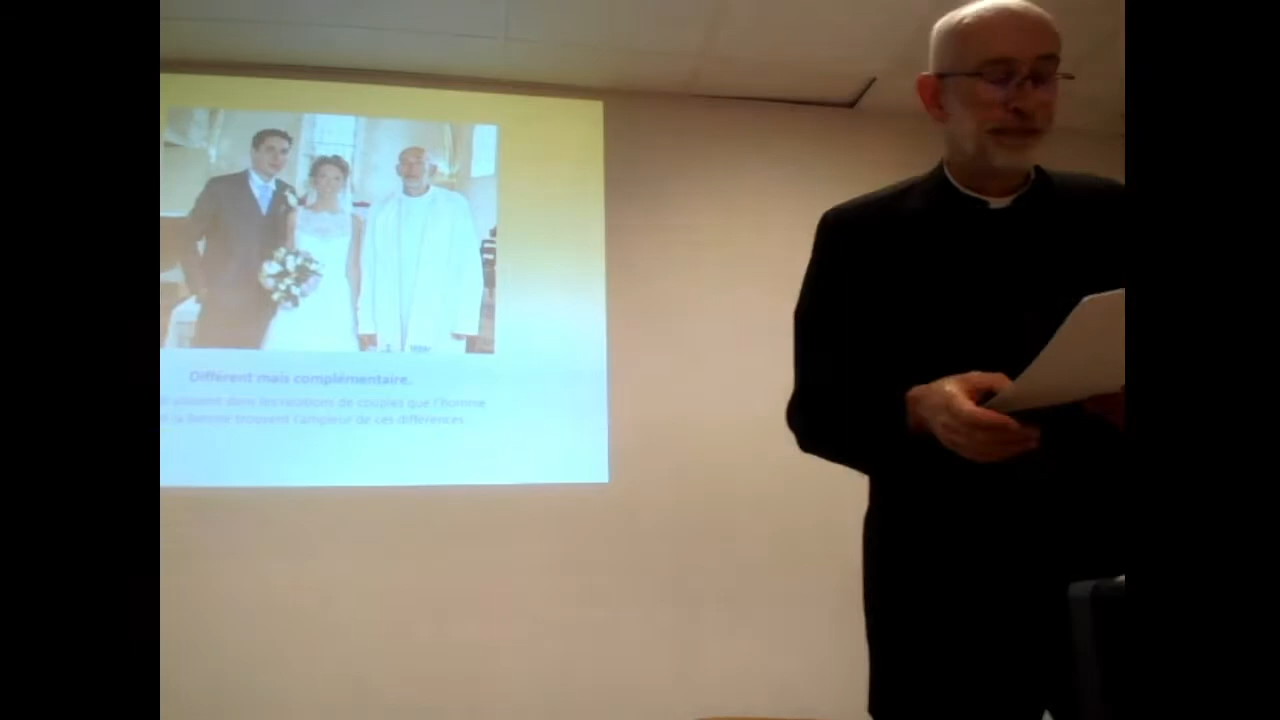 Différent mais complémentaire.
dans les relations de couples que l'homme
la femme trouvent l'ampleur de ces différences